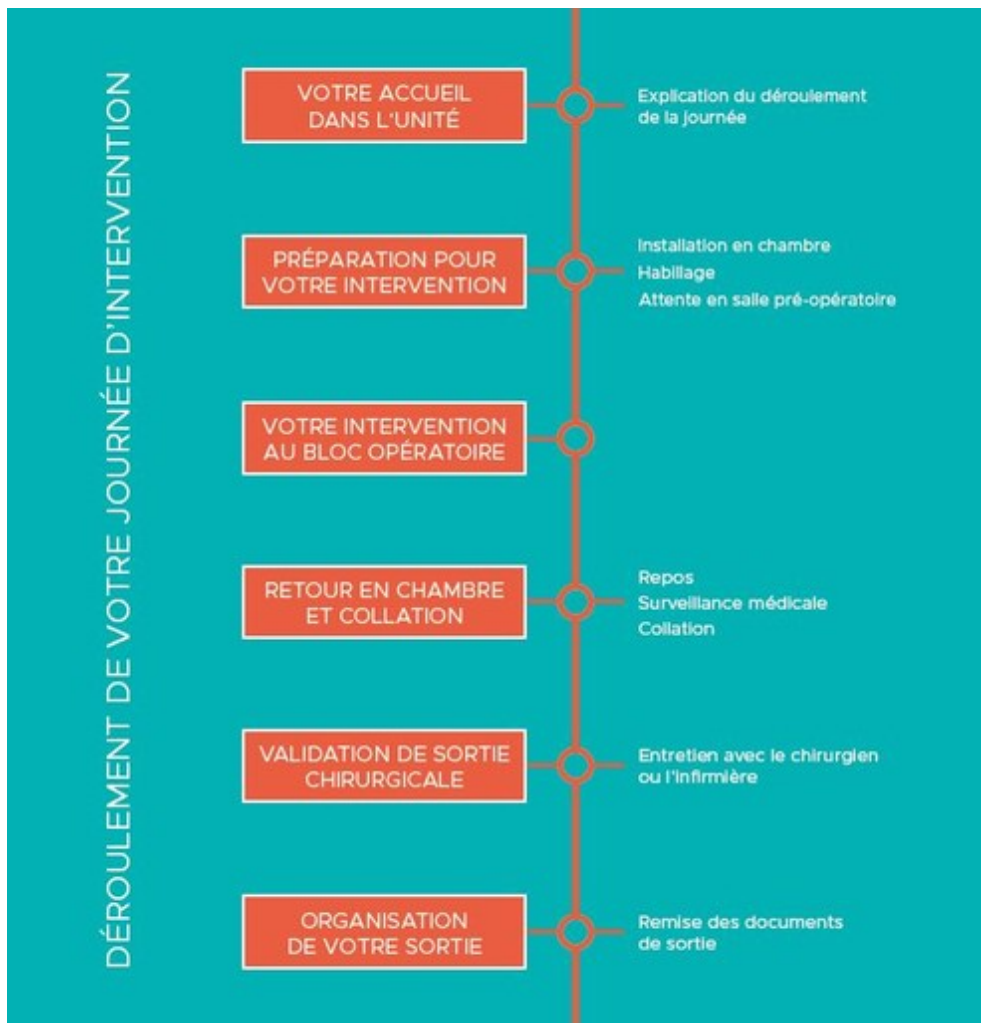 DÉROULEMENT DE VOTRE JOURNÉE D'INTERVENTION
VOTRE ACCUEIL
DANS L'UNITÉ
Explication du déroulement
de la journée
PRÉPARATION POUR
VOTRE INTERVENTION
Installation en chambre
Habillage
Attente en salle pré-opératoire
VOTRE INTERVENTION
AU BLOC OPÉRATOIRE
RETOUR EN CHAMBRE
ET COLLATION
Repos
Surveillance médicale
Collation
VALIDATION DE SORTIE
CHIRURGICALE
Entretien avec le chirurgien
ou l'infirmière
ORGANISATION
DE VOTRE SORTIE
Remise des documents
de sortie